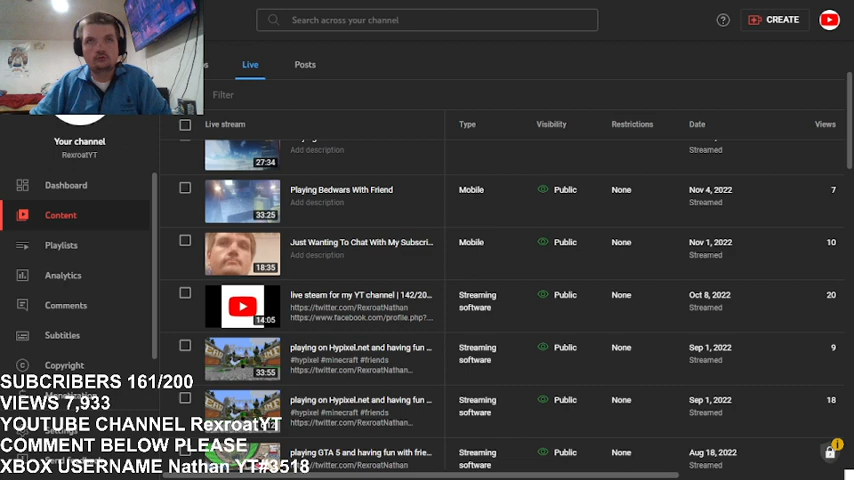 Search across your channel
CREATE
Live
Posts
Filter
Live stream
Type
Visibility
Restrictions
Date
Views
Your channel
RexroatYT
Add description
27:34
Streamed
Dashboard
Playing Bedwars With Friend
Add description
33:25
Mobile
Public
None
Nov 4, 2022
Streamed
7
Content
Just Wanting To Chat With My Subscri...
Add description
18:35
Mobile
Public
None
Nov 1, 2022
Streamed
10
Playlists
Analytics
live steam for my YT channel | 142/20...
https://twitter.com/RexroatNathan
https://www.facebook.com/profile.php?...
14:05
Streaming
software
Public
None
Oct 8, 2022
Streamed
20
Comments
Subtitles
playing on Hypixel.net and having fun ...
#hypixel #minecraft #friends
https://twitter.com/RexroatNathan...
33:55
Streaming
software
Public
None
Sep 1, 2022
Streamed
9
Copyright
playing on Hypixel.net and having fun ...
#hypixel #minecraft #friends
https://twitter.com/RexroatNathan...
Streaming
software
Public
None
Sep 1, 2022
Streamed
18
playing GTA 5 and having fun with frie...
https://twitter.com/RexroatNathan
Streaming
software
Public
None
Aug 18, 2022
Streamed
SUBCRIBERS 161/200
VIEWS 7,933
YOUTUBE CHANNEL RexroatYT
COMMENT BELOW PLEASE
XBOX USERNAME Nathan YT#3518